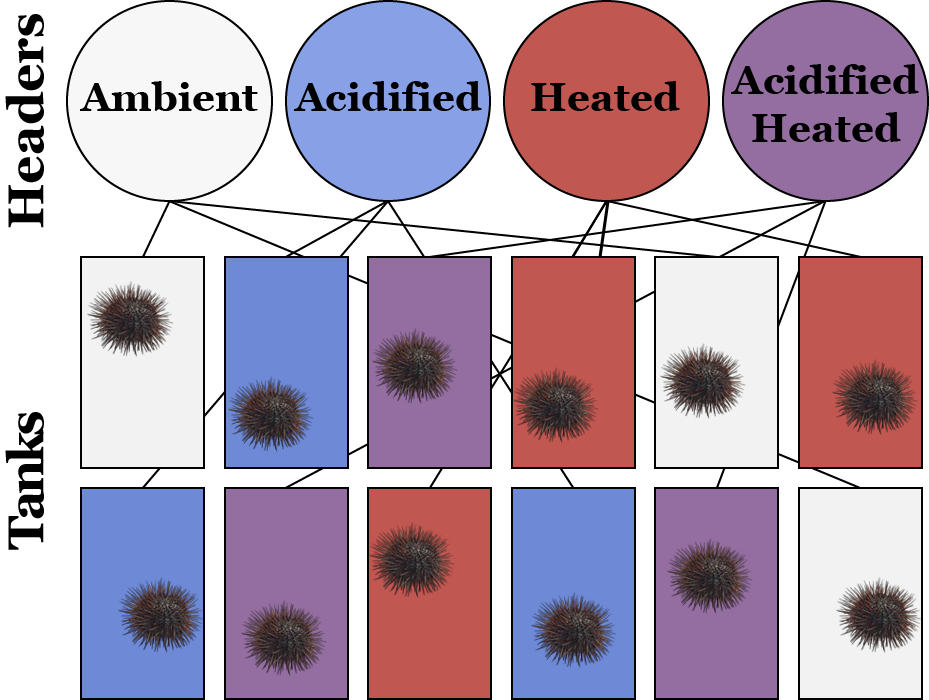 Headers
Ambient
Acidified
Heated
Acidified
Heated
Tanks